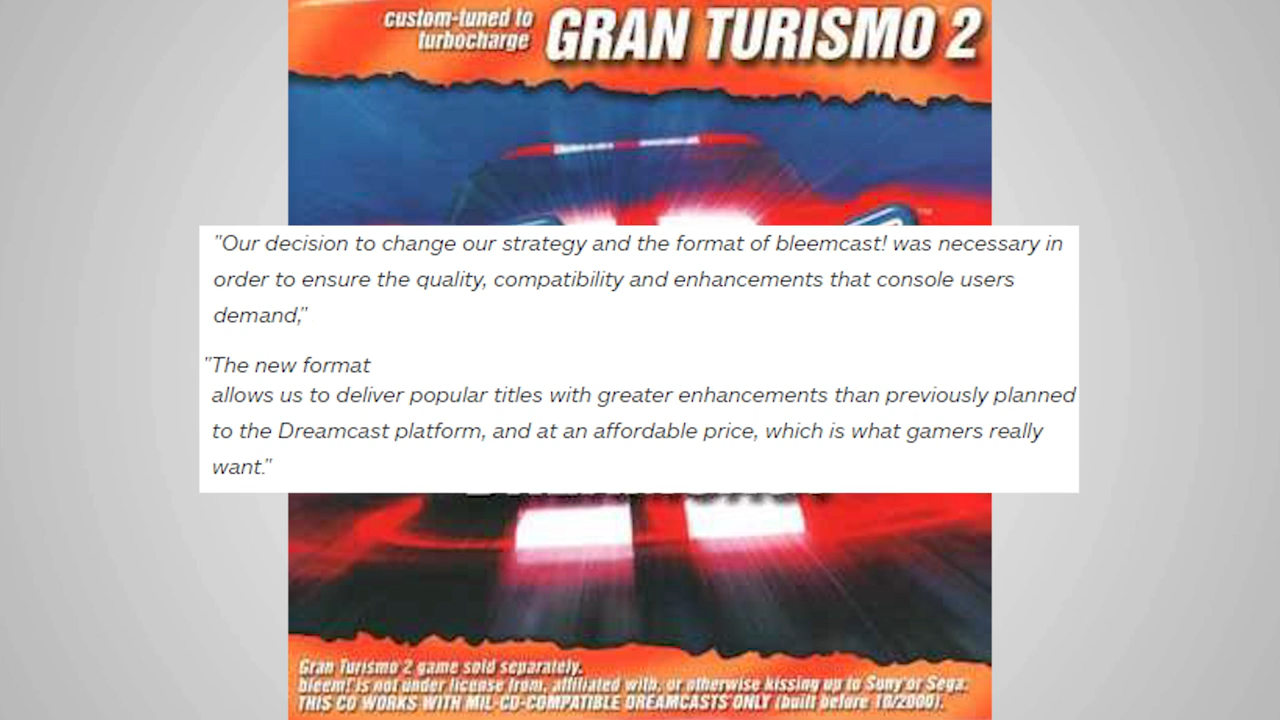 custom-tuned to
turbocharge
GRAN TURISMO 2
"Our decision to change our strategy and the format of bleemcast! was necessary in
order to ensure the quality, compatibility and enhancements that console users
demand,"
"The new format
allows us to deliver popular titles with greater enhancements than previously planned
to the Dreamcast platform, and at an affordable price, which is what gamers really
want."
Gran Turismo 2 game sold separately.
bleem! is not under license from, affiliated with, or otherwise kissing up to Sony or Sega.
THIS CD WORKS WITH MIL-CD-COMPATIBLE DREAMCASTS ONLY (built before 10/2000).